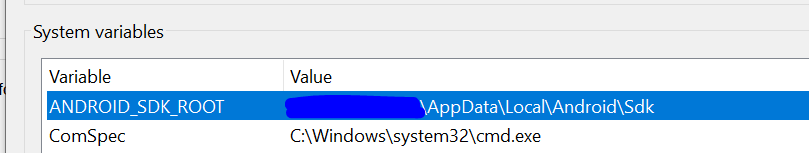 System variables
Variable Value
ANDROID_SDK_ROOT \AppData\Local\Android\Sdk
ComSpec C:\Windows\system32\cmd.exe